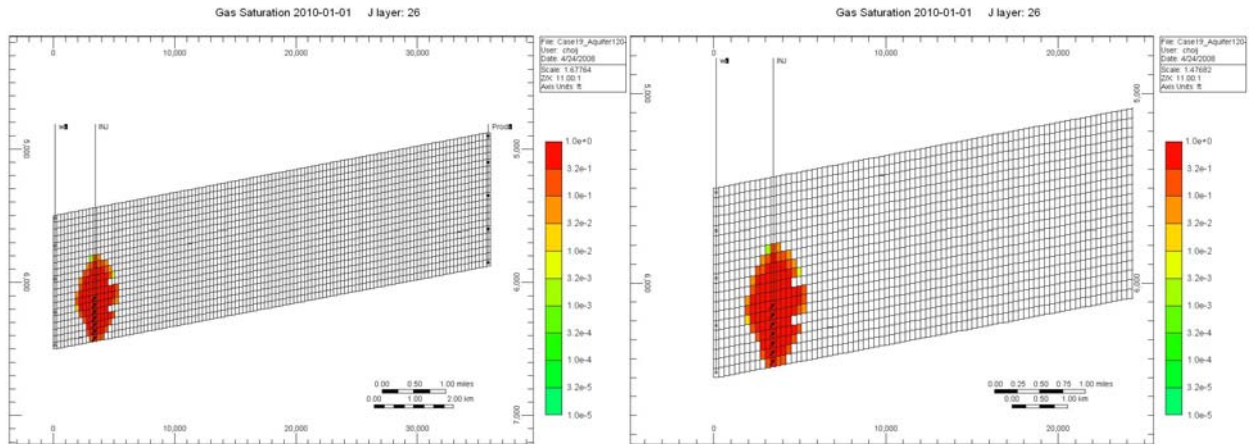 Gas Saturation 2010-01-01 J layer: 26
0 10,000 20,000 30,000
File: Case19_Aquifer120-
User: choij
Date: 4/24/2008
Scale: 1.67764
Z/X: 11.00:1
Axis Units: ft
INJ
5,000 5,000
6,000 6,000
7,000
1.0e+0
3.2e-1
1.0e-1
3.2e-2
1.0e-2
3.2e-3
1.0e-3
3.2e-4
1.0e-4
3.2e-5
1.0e-5
0.00 0.50 1.00 miles
0.00 1.00 2.00 km
0 10,000 20,000 30,000
Gas Saturation 2010-01-01 J layer: 26
0 10,000 20,000
File: Case19_Aquifer120-
User: choij
Date: 4/24/2008
Scale: 1.47682
Z/X: 11.00:1
Axis Units: ft
INJ
5,000 5,000
6,000 6,000
1.0e+0
3.2e-1
1.0e-1
3.2e-2
1.0e-2
3.2e-3
1.0e-3
3.2e-4
1.0e-4
3.2e-5
1.0e-5
0.00 0.25 0.50 0.75 1.00 miles
0.00 0.50 1.00 km
0 10,000 20,000